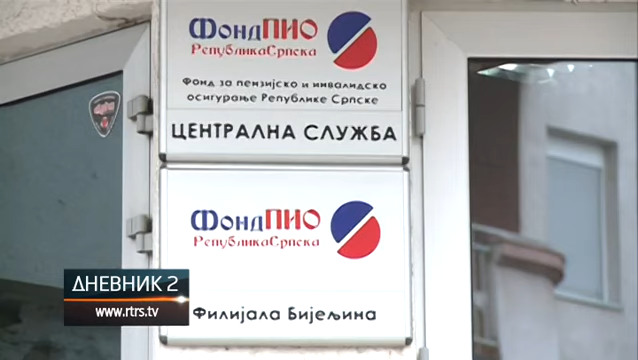 ФондПИО
РепубликаСрпска
Фонд за пензијско и инвалидско
осигурање Републике Српске
ЦЕНТРАЛНА СЛУЖБА
ФондПИО
РепубликаСрпска
Филијала Бијељина
ДНЕВНИК 2
www.rtrs.tv